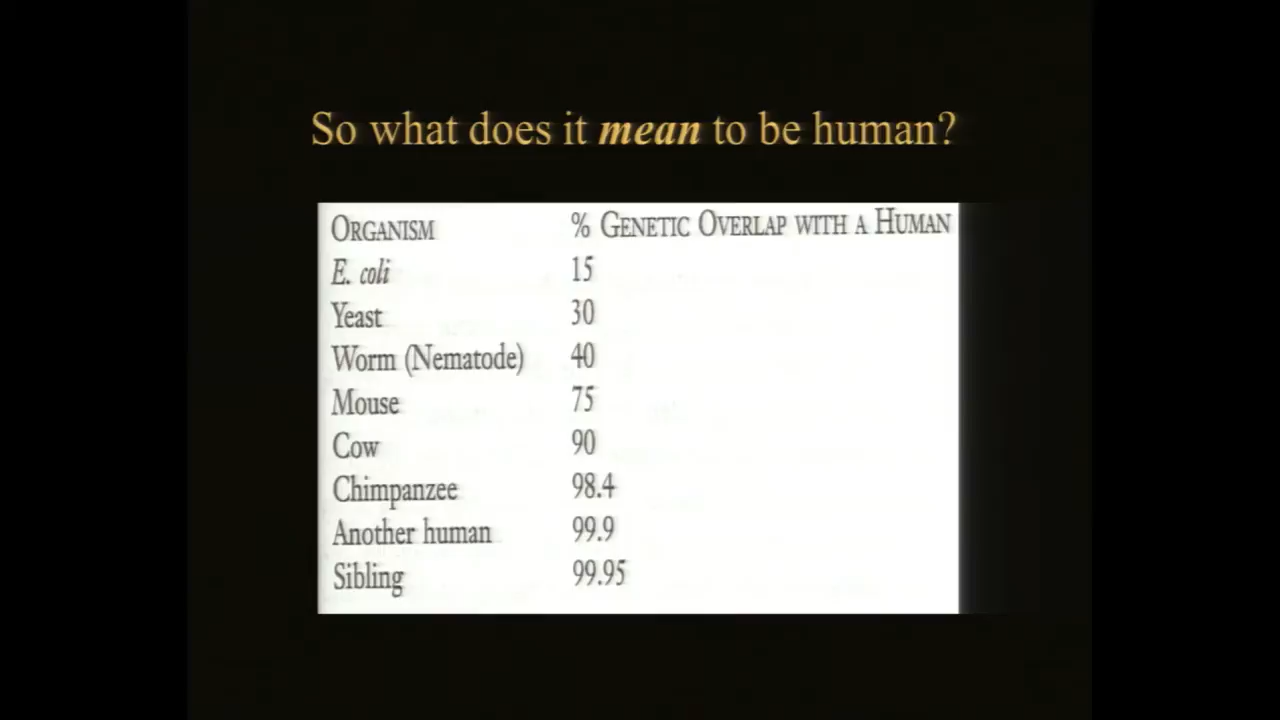 So what does it mean to be human?
ORGANISM % GENETIC OVERLAP WITH A HUMAN
E. coli 15
Yeast 30
Worm (Nematode) 40
Mouse 75
Cow 90
Chimpanzee 98.4
Another human 99.9
Sibling 99.95